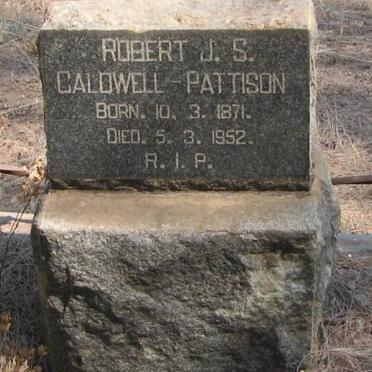 ROBERT J. S.
CALDWELL-PATTISON
BORN. 10. 3. 1871.
DIED. 5. 3. 1952.
R. I. P.